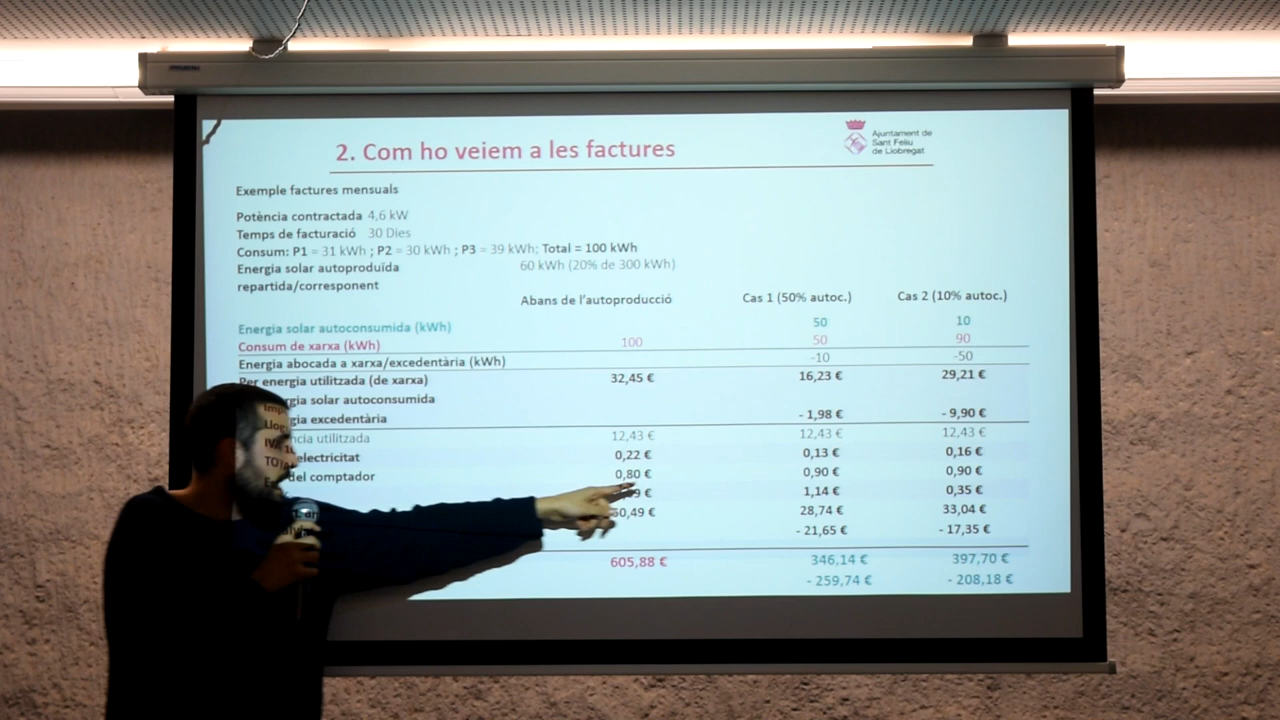 2. Com ho veiem a les factures
Ajuntament de
Sant Feliu
de Llobregat
Exemple factures mensuals
Potència contractada 4,6 kW
Temps de facturació 30 Dies
Consum: P1 = 31 kWh ; P2 = 30 kWh ; P3 = 39 kWh; Total = 100 kWh
Energia solar autoproduïda 60 kWh (20% de 300 kWh)
repartida/corresponent
Abans de l'autoproducció Cas 1 (50% autoc.) Cas 2 (10% autoc.)
Energia solar autoconsumida (kWh) 50 10
Consum de xarxa (kWh) 100 50 90
Energia abocada a xarxa/excedentària (kWh) -10 -50
Per energia utilitzada (de xarxa) 32,45 € 16,23 € 29,21 €
solar autoconsumida
excedentària - 1,98 € - 9,90 €
utilitzada 12,43 € 12,43 € 12,43 €
electricitat 0,22 € 0,13 € 0,16 €
del comptador 0,80 € 0,90 € 0,90 €
1,14 € 0,35 €
28,74 € 33,04 €
- 21,65 € - 17,35 €
605,88 € 346,14 € 397,70 €
- 259,74 € - 208,18 €